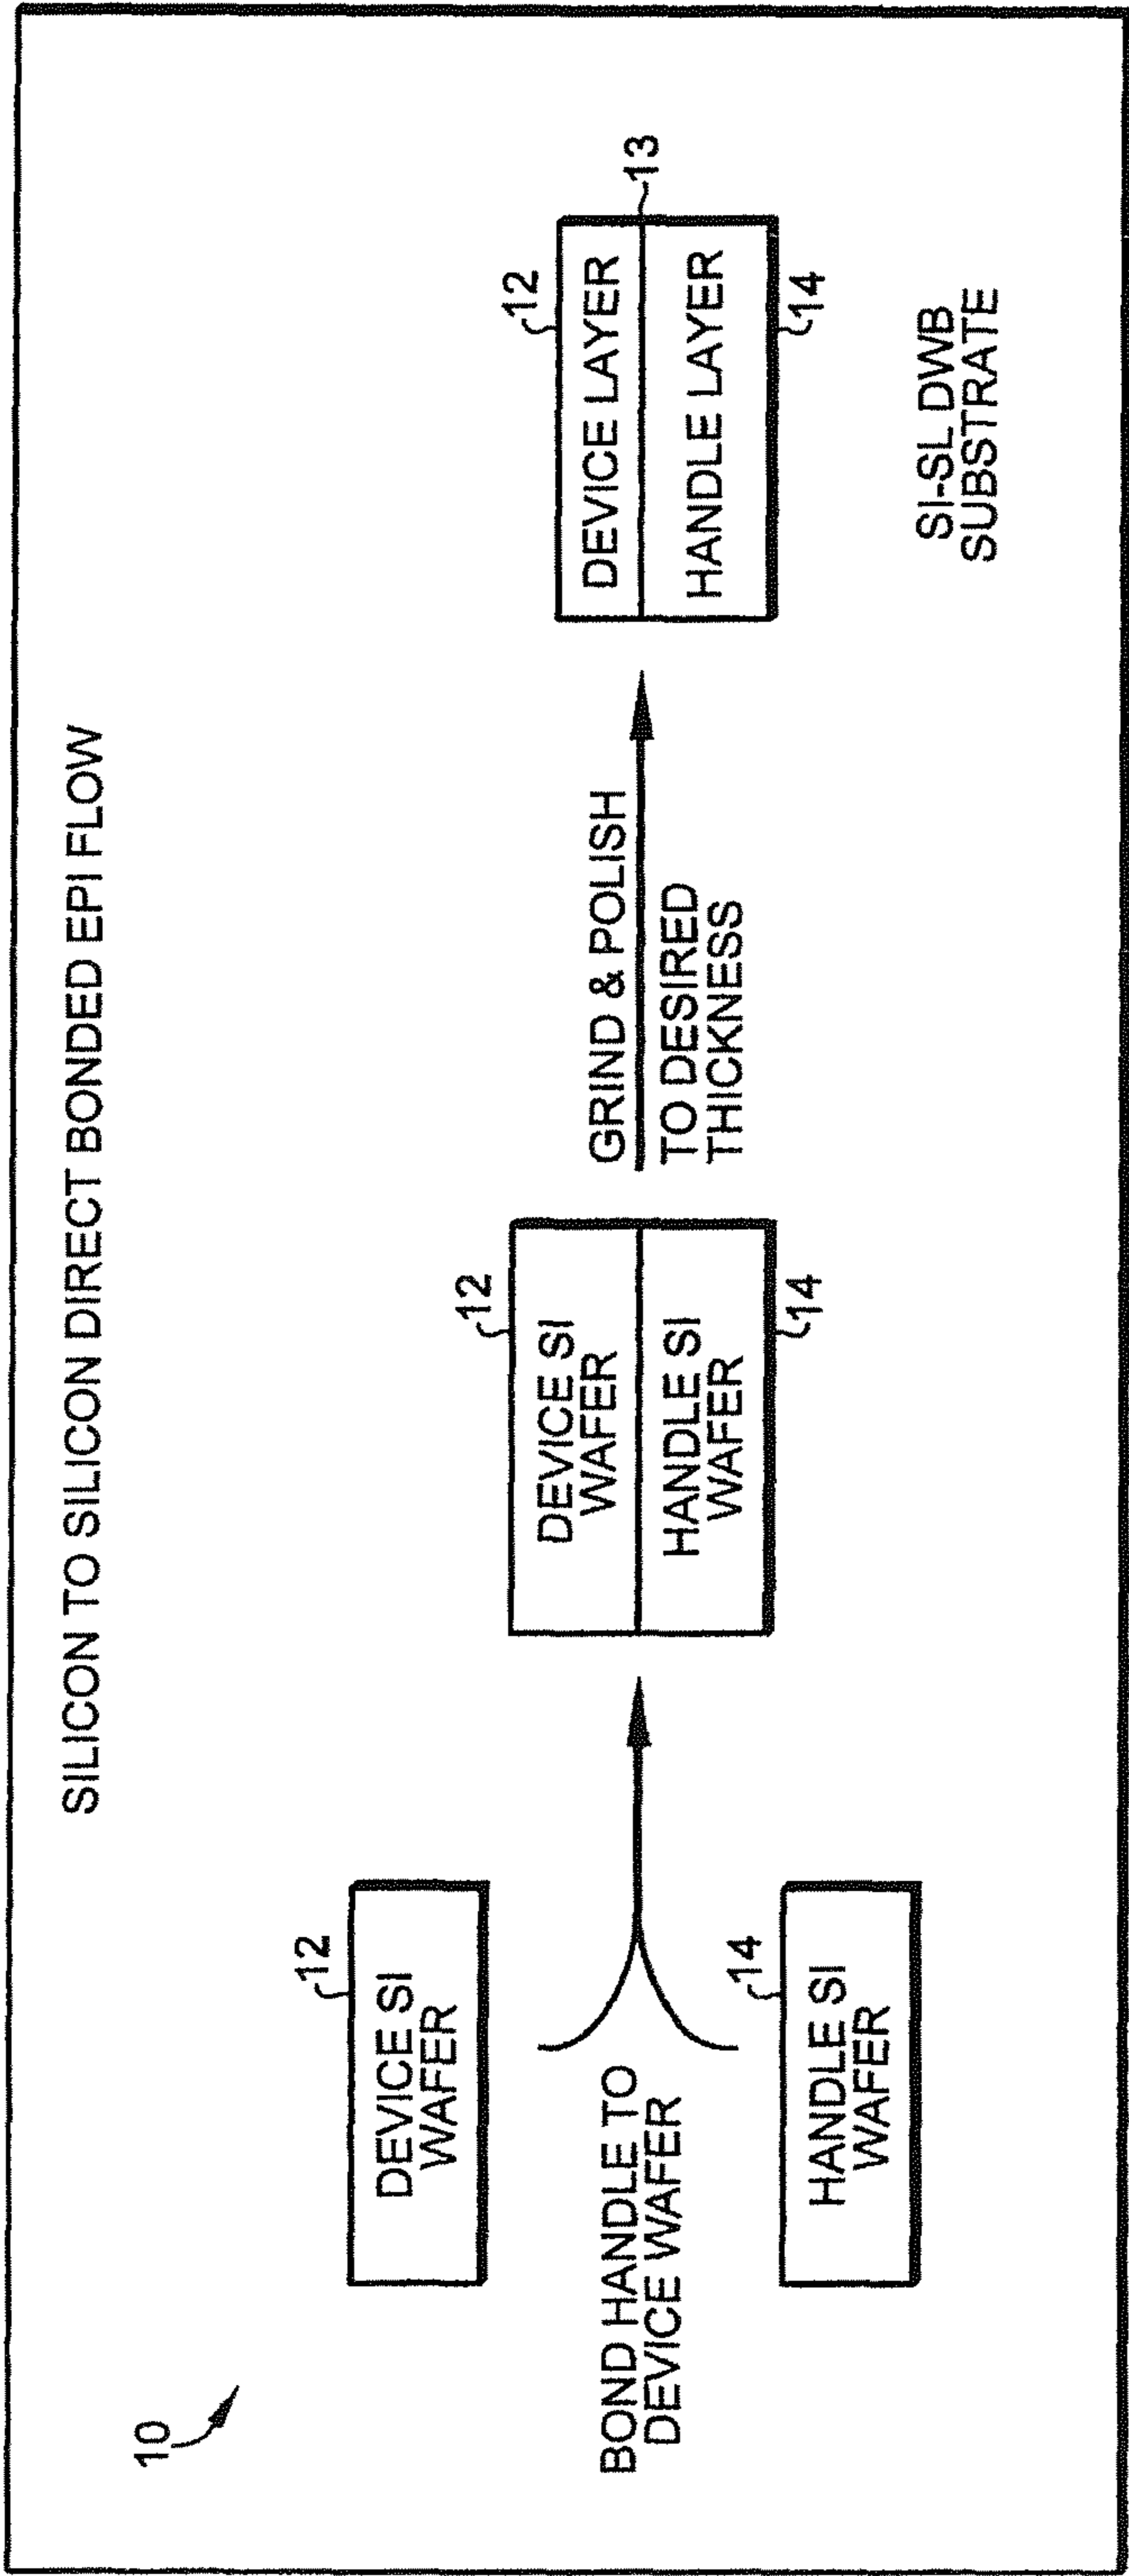 SILICON TO SILICON DIRECT BONDED EPI FLOW
10
12
DEVICE SI
WAFER
BOND HANDLE TO
DEVICE WAFER
14
HANDLE SI
WAFER
12
DEVICE SI
WAFER
HANDLE SI
WAFER
14
GRIND & POLISH
TO DESIRED
THICKNESS
12
DEVICE LAYER
13
HANDLE LAYER
14
SI-SL DWB
SUBSTRATE